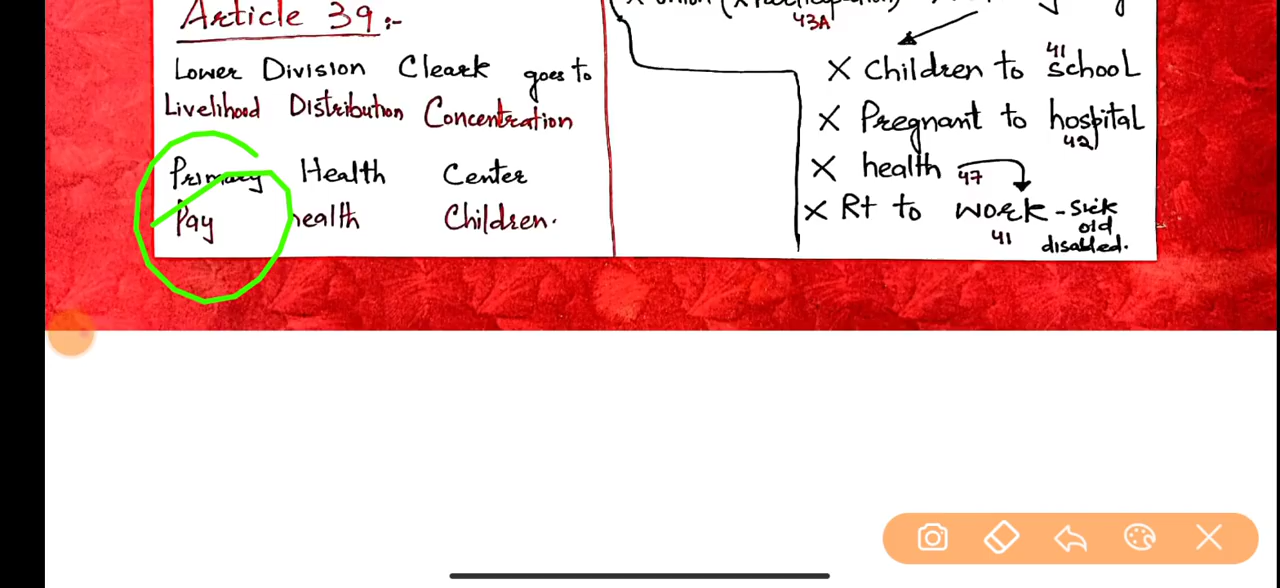 Article 39 :-
Lower Division Cleark goes to
Livelihood Distribution Concentration
Primary Health Center
Pay health Children.
43A
X Children to school
41
X Pregnant to hospital
42
X health 47
X Rt to work - sick
41 old
disabled.